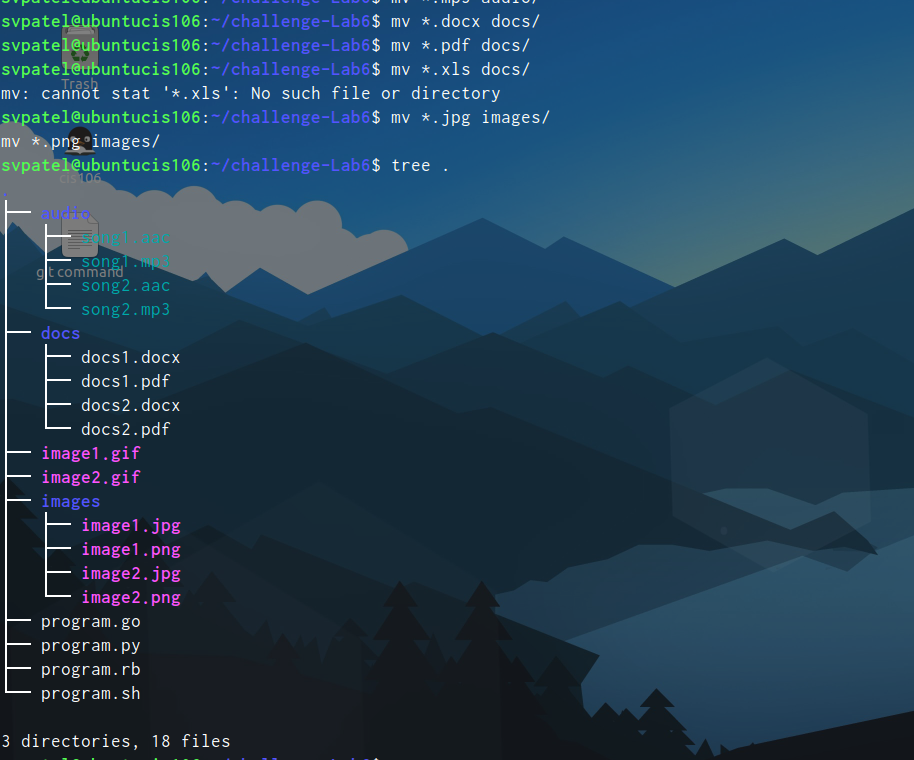 mv *.mp3 audio/
svpatel@ubuntucis106:~/challenge-Lab6$ mv *.docx docs/
svpatel@ubuntucis106:~/challenge-Lab6$ mv *.pdf docs/
svpatel@ubuntucis106:~/challenge-Lab6$ mv *.xls docs/
Trash
mv: cannot stat '*.xls': No such file or directory
svpatel@ubuntucis106:~/challenge-Lab6$ mv *.jpg images/
mv *.png images/
svpatel@ubuntucis106:~/challenge-Lab6$ tree .
cis106
.
├── audio
│   ├── song1.aac
│   ├── song1.mp3
git command
│   ├── song2.aac
│   └── song2.mp3
├── docs
│   ├── docs1.docx
│   ├── docs1.pdf
│   ├── docs2.docx
│   └── docs2.pdf
├── image1.gif
├── image2.gif
├── images
│   ├── image1.jpg
│   ├── image1.png
│   ├── image2.jpg
│   └── image2.png
├── program.go
├── program.py
├── program.rb
└── program.sh
3 directories, 18 files
svpatel@ubuntucis106:~/challenge-Lab6$